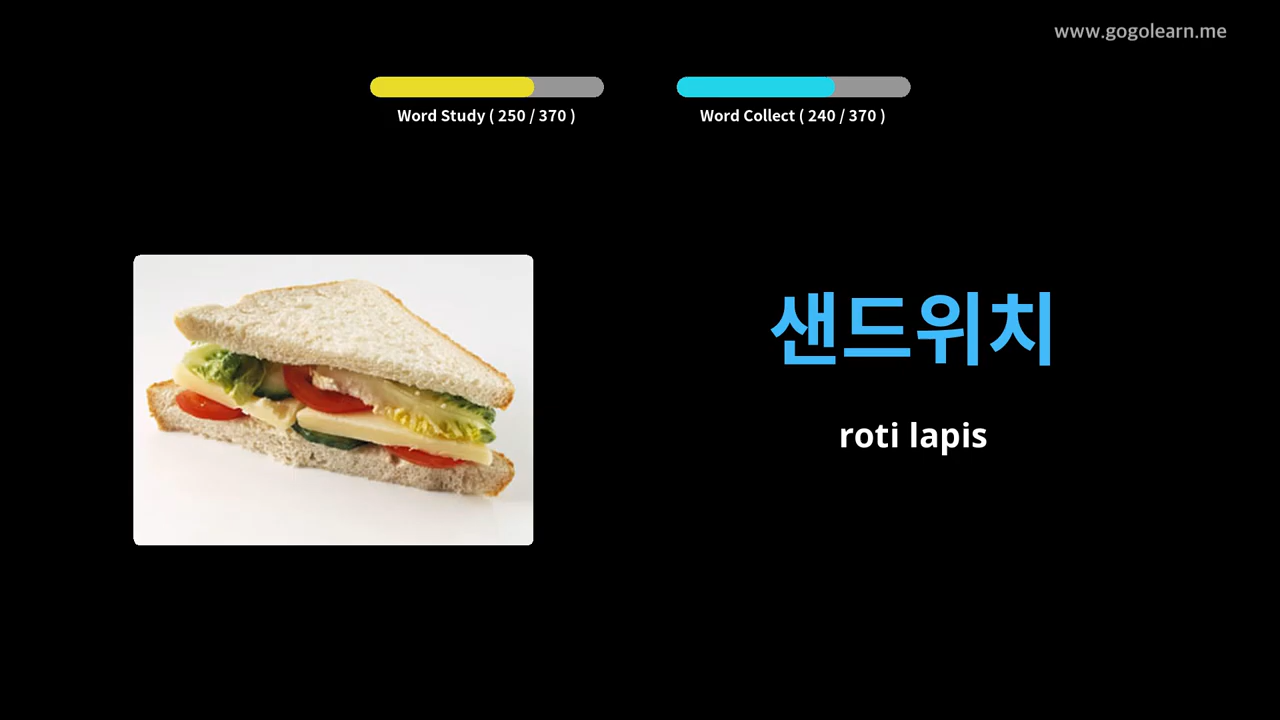 www.gogolearn.me
Word Study ( 250 / 370 )
Word Collect ( 240 / 370 )
샌드위치
roti lapis